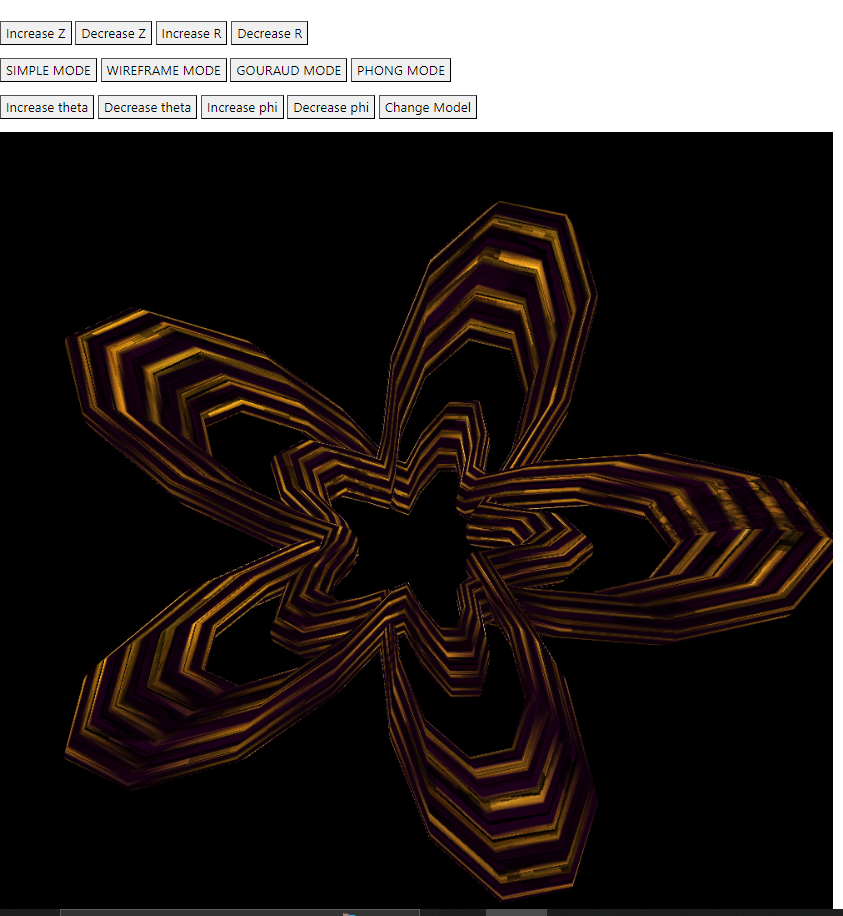 Increase Z Decrease Z Increase R Decrease R
SIMPLE MODE WIREFRAME MODE GOURAUD MODE PHONG MODE
Increase theta Decrease theta Increase phi Decrease phi Change Model